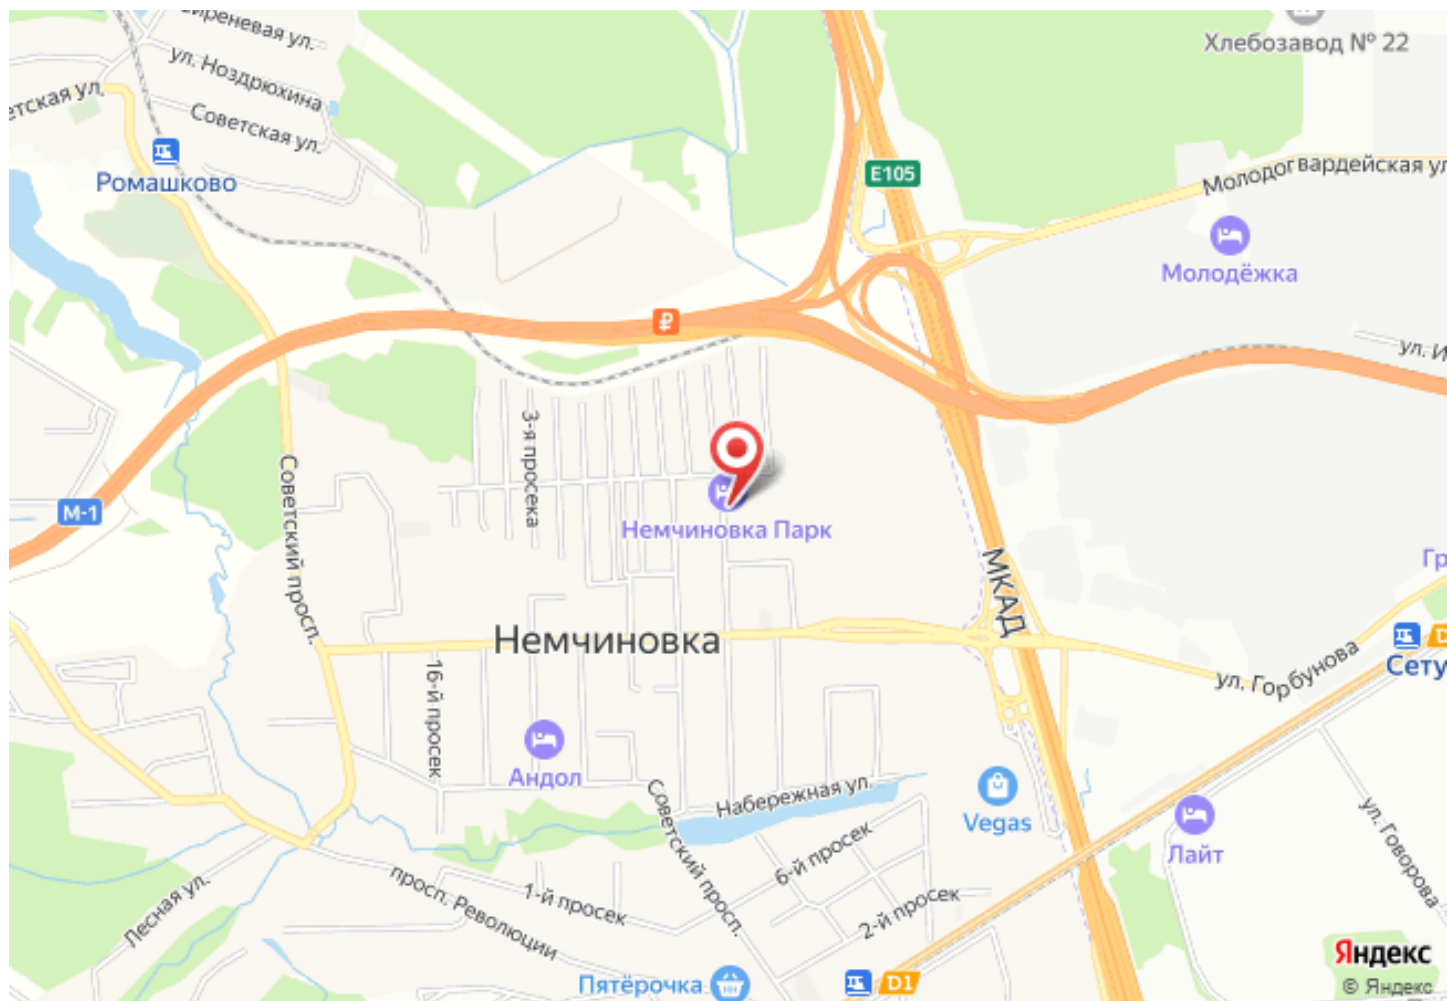 Сиреневая ул.
Хлебозавод № 22
ул. Ноздрюхина
Советская ул.
E105
Молодогвардейская ул
Ромашково
Молодёжка
₽
ул. И
3-я просека
Советский просп.
М-1
Немчиновка Парк
МКАД
Гр
Немчиновка
D
Сету
ул. Горбунова
16-й просек
Андол
Советский просп.
Набережная ул.
Vegas
Лайт
ул. Говорова
6-й просек
1-й просек
2-й просек
Лесная ул.
просп. Революции
Пятёрочка
D1
Яндекс
© Яндекс